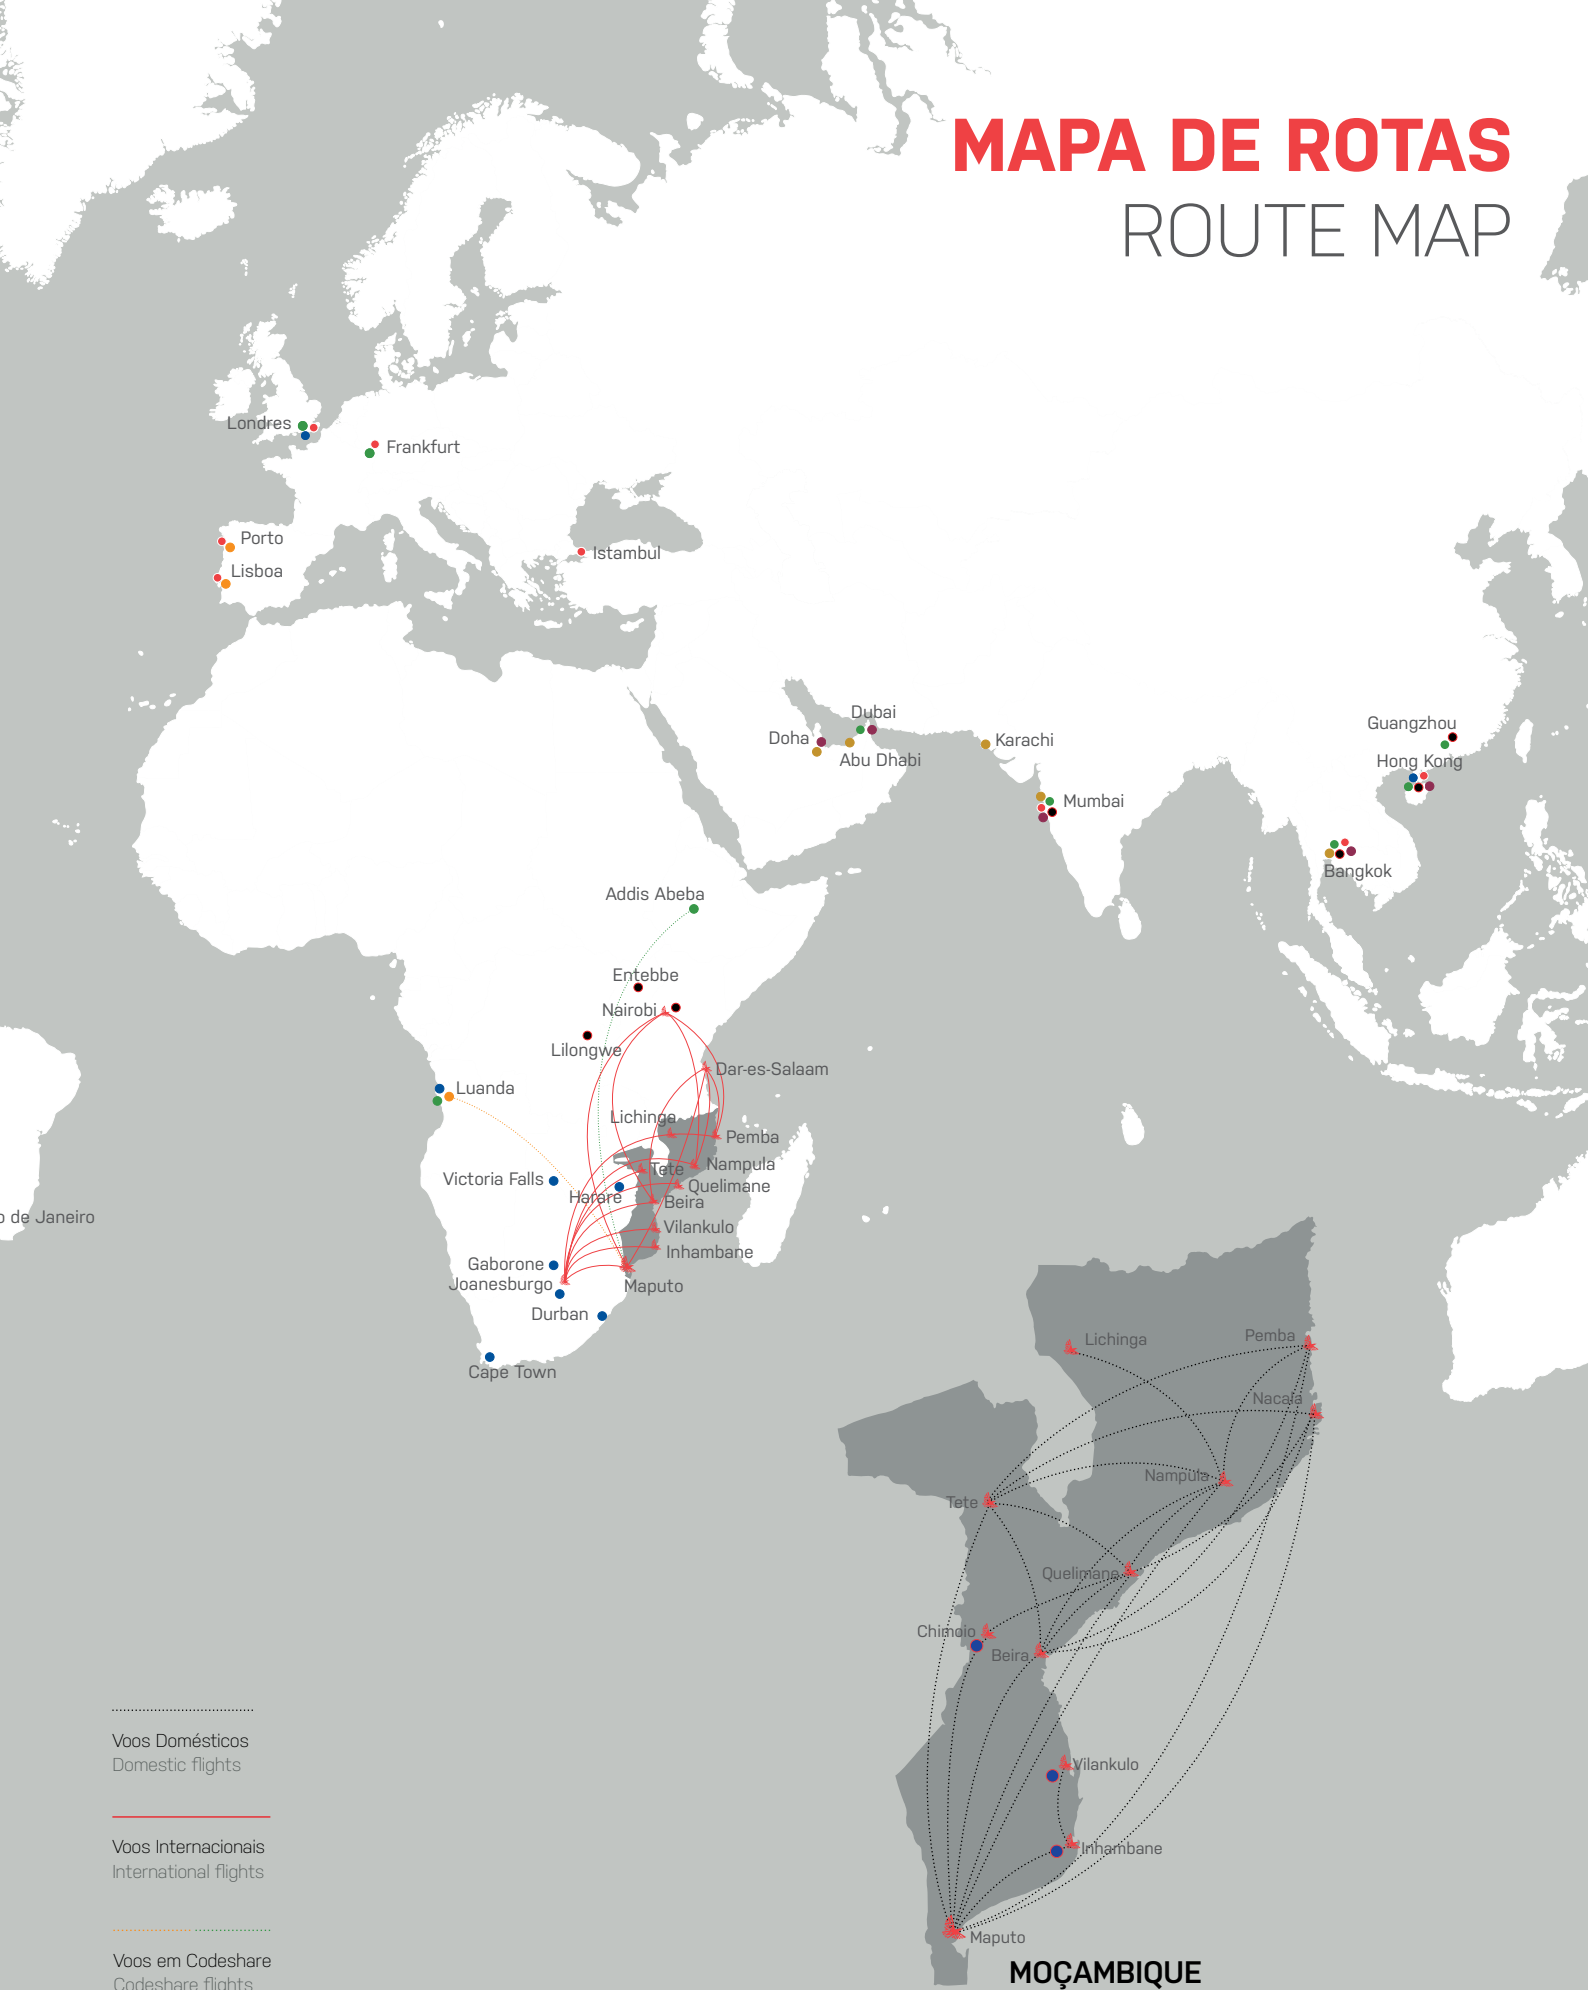 MAPA DE ROTAS
ROUTE MAP
Londres
Frankfurt
Porto
Lisboa
Istambul
Dubai
Doha
Abu Dhabi
Karachi
Guangzhou
Hong Kong
Mumbai
Bangkok
Addis Abeba
Entebbe
Nairobi
Lilongwe
Dar-es-Salaam
Luanda
Lichinga
Pemba
Nampula
Tete
Victoria Falls
Quelimane
Harare
Beira
o de Janeiro
Vilankulo
Inhambane
Gaborone
Joanesburgo
Maputo
Durban
Cape Town
Lichinga
Pemba
Nacala
Nampula
Tete
Quelimane
Chimoio
Beira
Vilankulo
Inhambane
Maputo
MOÇAMBIQUE
Voos Domésticos
Domestic flights
Voos Internacionais
International flights
Voos em Codeshare
Codeshare flights